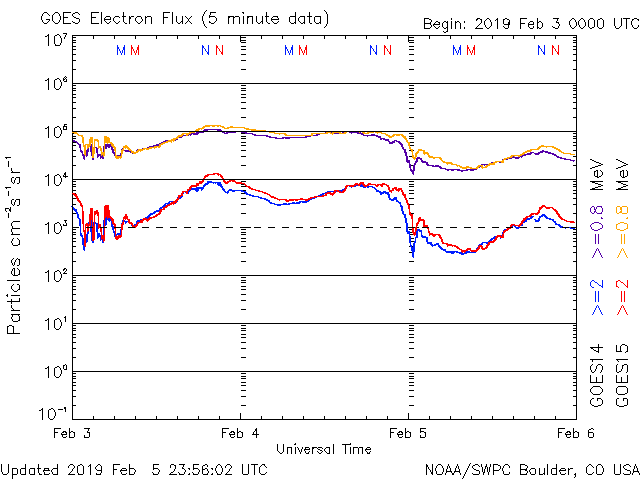 GOES Electron Flux (5 minute data)
Begin: 2019 Feb 3 0000 UTC
10⁷
M M N N M M N N M M N N
10⁶
10⁵
10⁴
10³
10²
10¹
10⁰
10⁻¹
Particles cm⁻²s⁻¹sr⁻¹
Feb 3 Feb 4 Feb 5 Feb 6
Universal Time
GOES14 >=2 >=0.8 MeV
GOES15 >=2 >=0.8 MeV
Updated 2019 Feb 5 23:56:02 UTC
NOAA/SWPC Boulder, CO USA